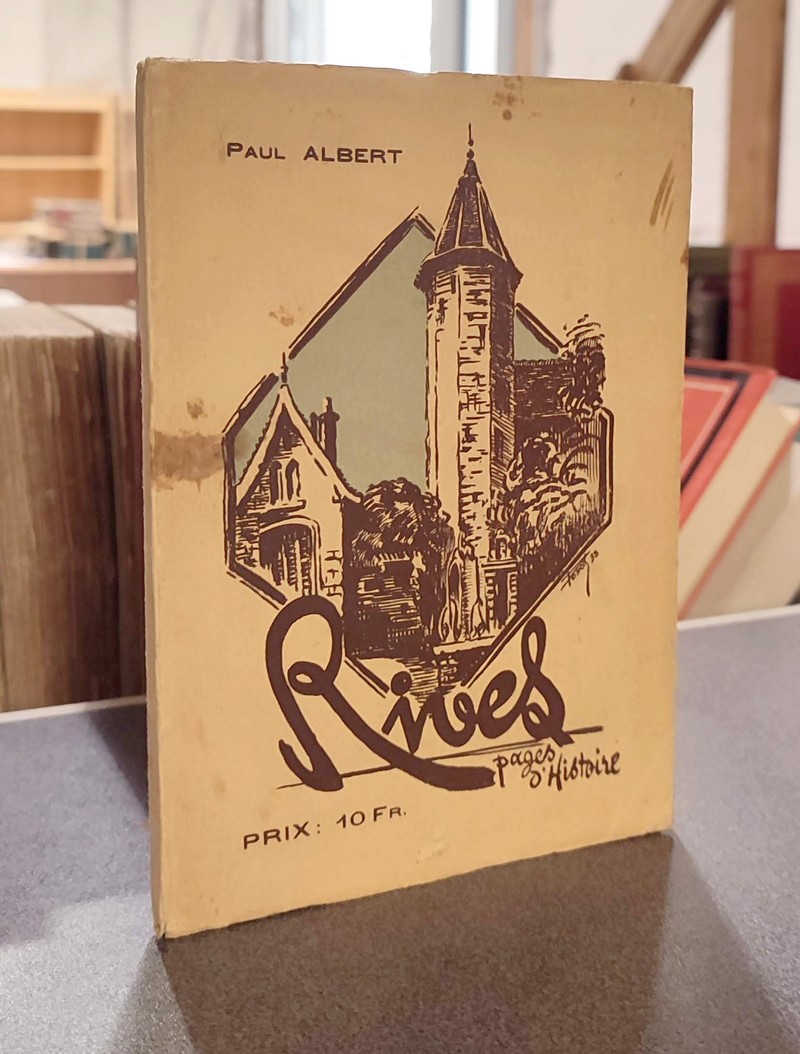 PAUL ALBERT
Rives
pages
d'Histoire
PRIX: 10 FR.